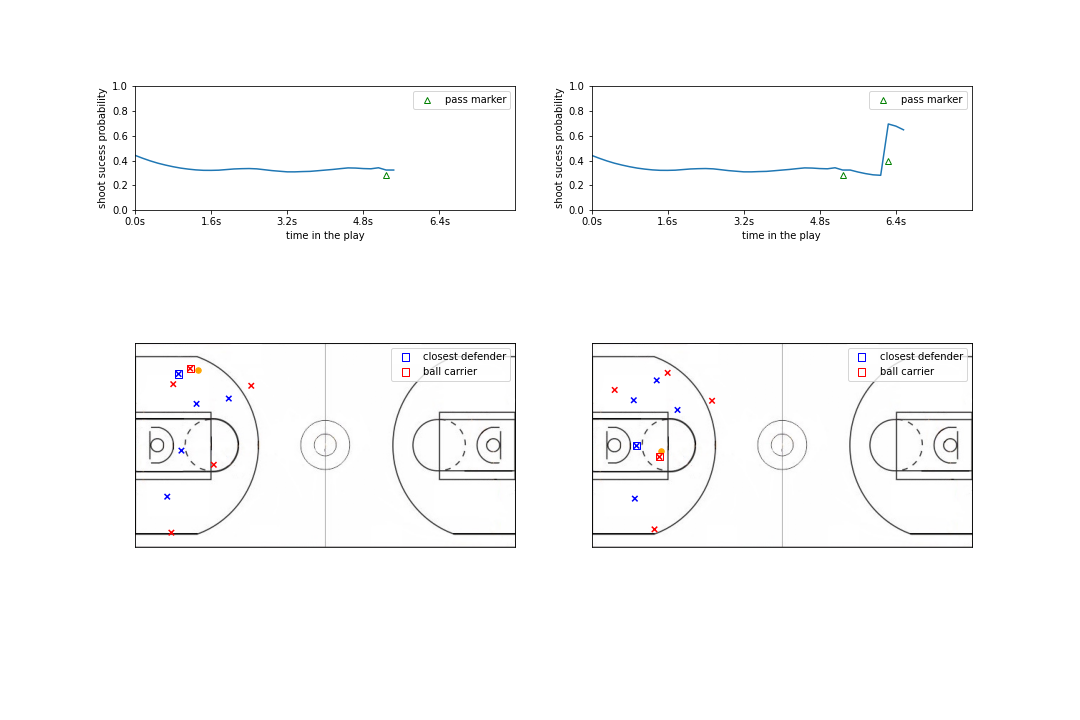 1.0
0.8
0.6
0.4
0.2
0.0
shoot sucess probability
pass marker
0.0s 1.6s 3.2s 4.8s 6.4s
time in the play
1.0
0.8
0.6
0.4
0.2
0.0
shoot sucess probability
pass marker
0.0s 1.6s 3.2s 4.8s 6.4s
time in the play
closest defender
ball carrier
closest defender
ball carrier